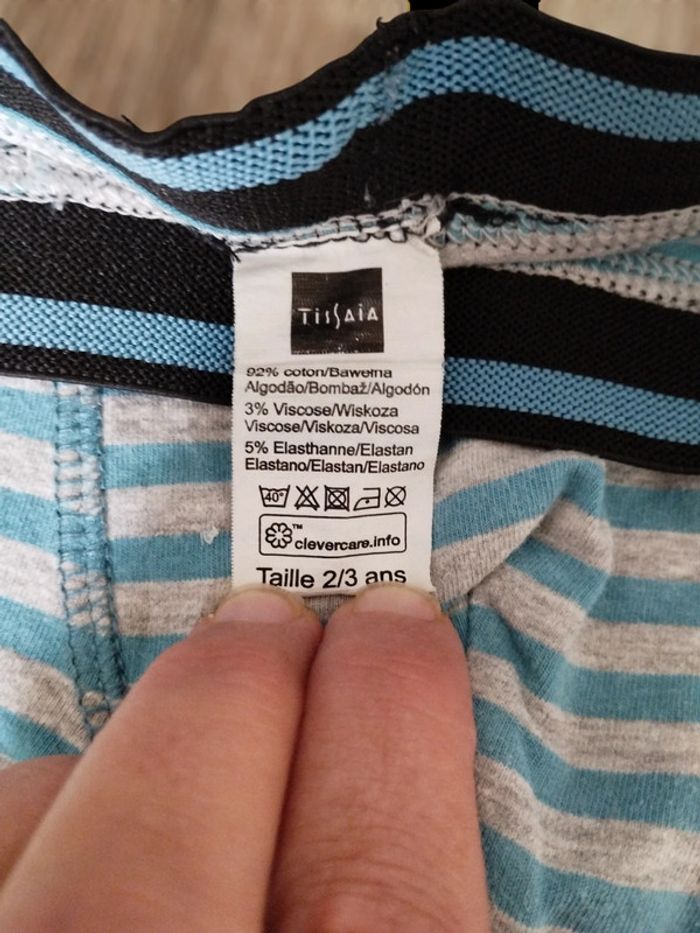 TISSAIA
92% coton/Bawełna
Algodão/Bombaž/Algodón
3% Viscose/Wiskoza
Viscose/Viskoza/Viscosa
5% Elasthanne/Elastan
Elastano/Elastan/Elastano
40°
™
clevercare.info
Taille 2/3 ans